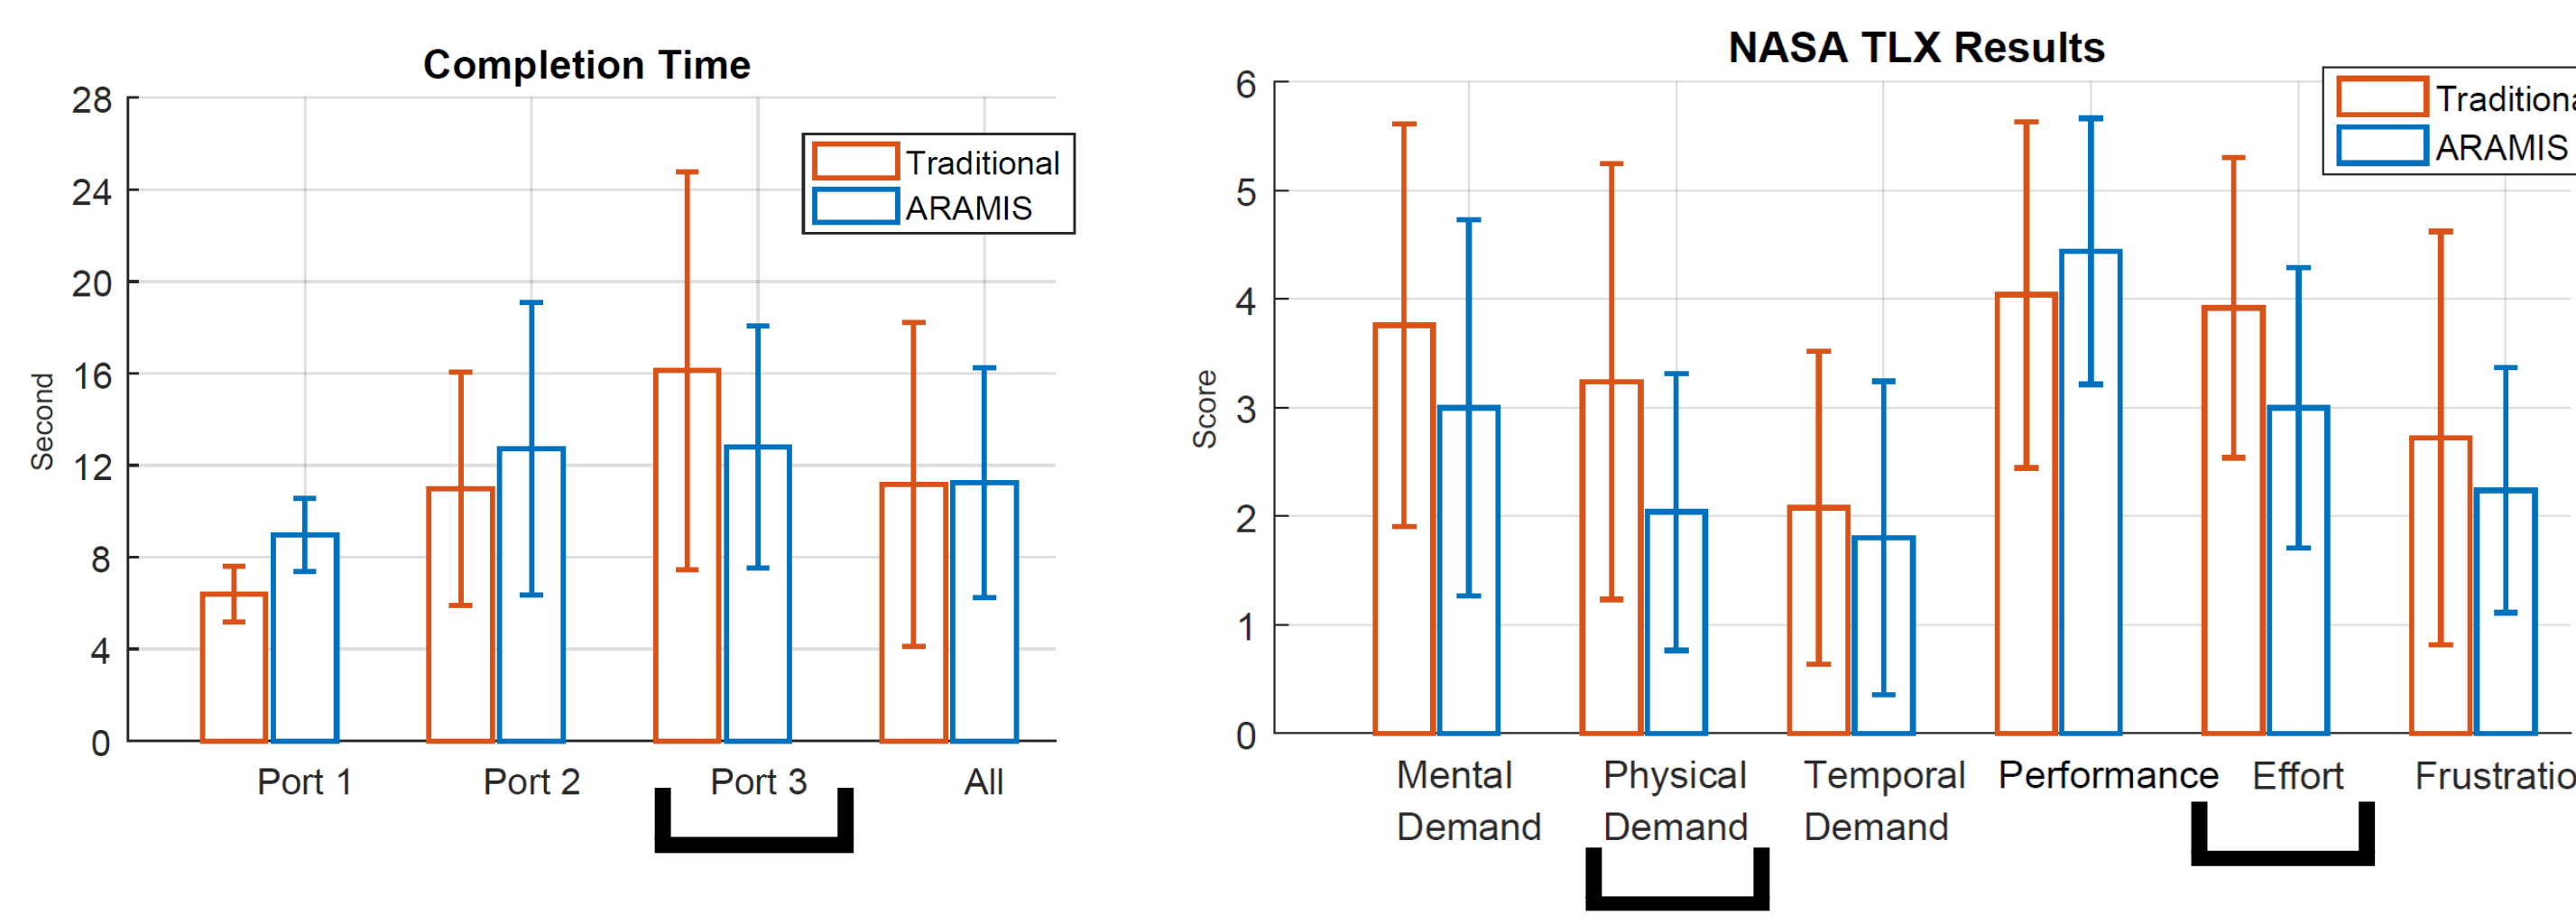 Completion Time
28
24
20
16
12
8
4
0
Second
Traditional
ARAMIS
Port 1
Port 2
Port 3
All
NASA TLX Results
6
5
4
3
2
1
0
Score
Traditiona
ARAMIS
Mental Demand
Physical Demand
Temporal Demand
Performance
Effort
Frustratio